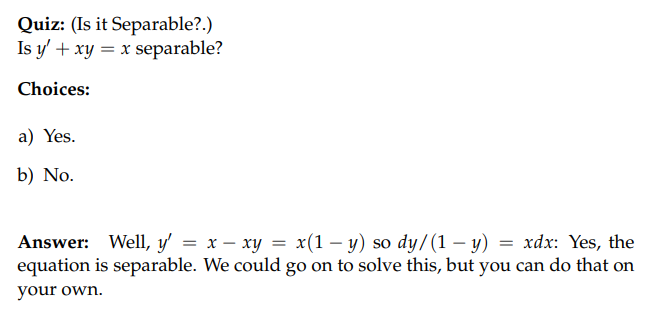 Quiz: (Is it Separable?.)
Is y′ + xy = x separable?
Choices:
a) Yes.
b) No.
Answer: Well, y′ = x − xy = x(1 − y) so dy/(1 − y) = xdx: Yes, the
equation is separable. We could go on to solve this, but you can do that on
your own.